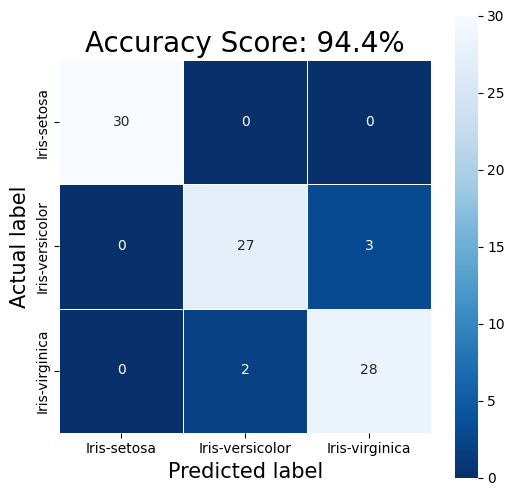 Accuracy Score: 94.4%
Actual label
Iris-setosa
Iris-versicolor
Iris-virginica
30 0 0
0 27 3
0 2 28
Iris-setosa Iris-versicolor Iris-virginica
Predicted label
30
25
20
15
10
5
0